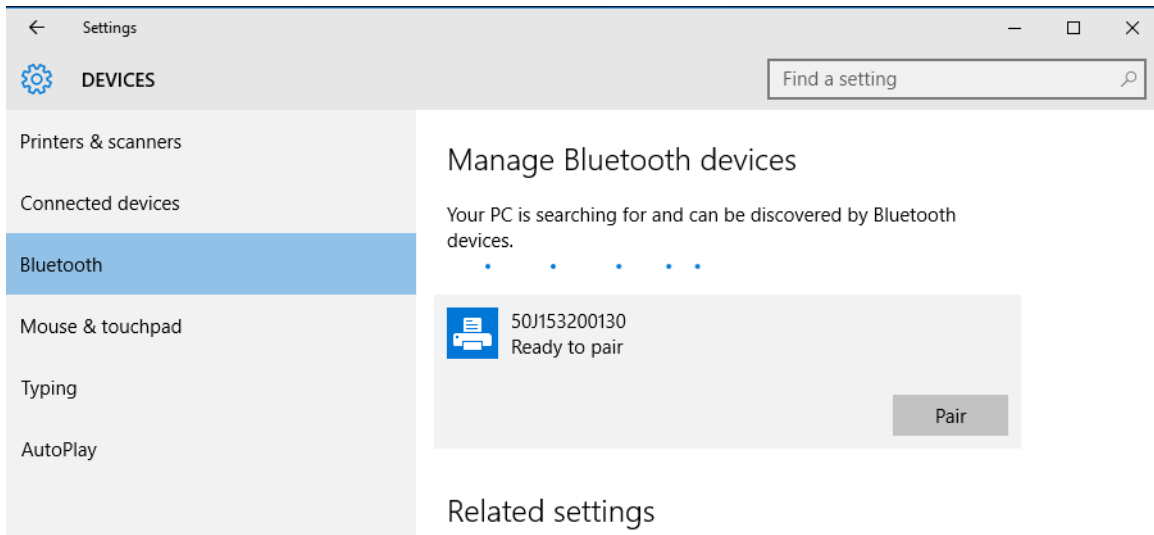 Settings
DEVICES
Find a setting
Printers & scanners
Connected devices
Bluetooth
Mouse & touchpad
Typing
AutoPlay
Manage Bluetooth devices
Your PC is searching for and can be discovered by Bluetooth
devices.
50J153200130
Ready to pair
Pair
Related settings